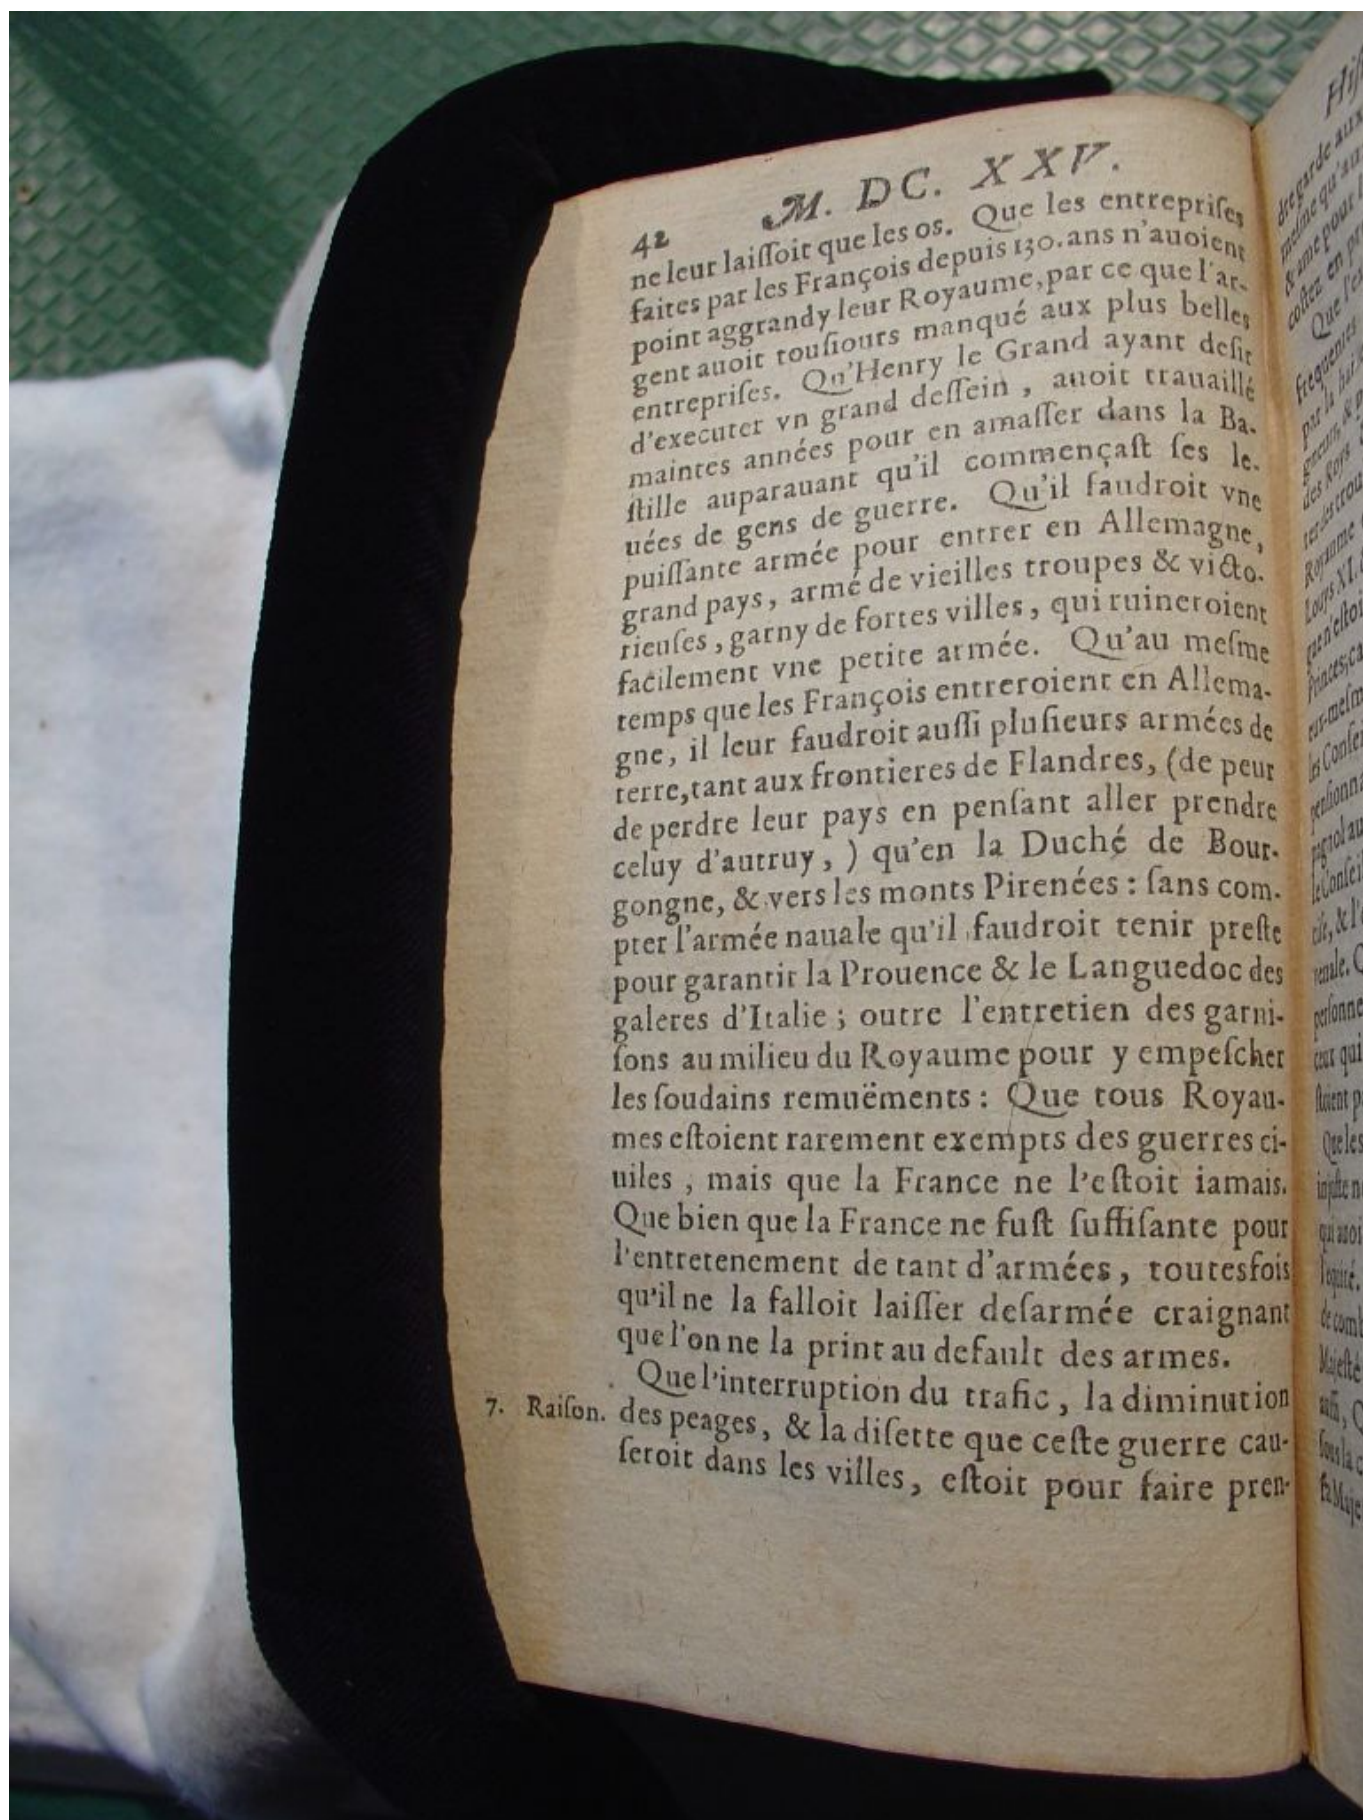 42 M. DC. XXV.
ne leur laiſſoit que les os. Que les entrepriſes
faites par les François depuis 130. ans n'auoient
point aggrandy leur Royaume, par ce que l'ar-
gent auoit touſiours manqué aux plus belles
entrepriſes. Qu'Henry le Grand ayant deſir
d'executer vn grand deſſein, auoit trauaillé
maintes années pour en amaſſer dans la Ba-
ſtille auparauant qu'il commençaſt ſes le-
uées de gens de guerre. Qu'il faudroit vne
puiſſante armée pour entrer en Allemagne,
grand pays, armé de vieilles troupes & victo-
rieuſes, garny de fortes villes, qui ruineroient
facilement vne petite armée. Qu'au meſme
temps que les François entreroient en Allema-
gne, il leur faudroit auſſi pluſieurs armées de
terre, tant aux frontieres de Flandres, (de peur
de perdre leur pays en penſant aller prendre
celuy d'autruy, ) qu'en la Duché de Bour-
gongne, & vers les monts Pirenées : ſans com-
pter l'armée nauale qu'il faudroit tenir preſte
pour garantir la Prouence & le Languedoc des
galeres d'Italie ; outre l'entretien des garni-
ſons au milieu du Royaume pour y empeſcher
les ſoudains remuëments : Que tous Royau-
mes eſtoient rarement exempts des guerres ci-
uiles , mais que la France ne l'eſtoit iamais.
Que bien que la France ne fuſt ſuffiſante pour
l'entretenement de tant d'armées, toutesfois
qu'il ne la falloit laiſſer deſarmée craignant
que l'on ne la print au default des armes.
Que l'interruption du trafic, la diminution
7. Raiſon. des peages, & la diſette que ceſte guerre cau-
ſeroit dans les villes, eſtoit pour faire pren-